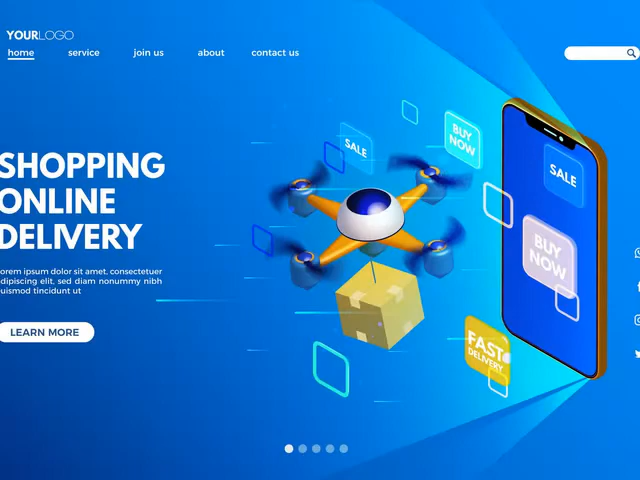 YOURLOGO
home service join us about contact us
SHOPPING
ONLINE
DELIVERY
orem ipsum dolor sit amet, consectetuer
dipiscing elit, sed diam nonummy nibh
uismod tincidunt ut
LEARN MORE
SALE
BUY
NOW
SALE
BUY
NOW
FAST
DELIVERY